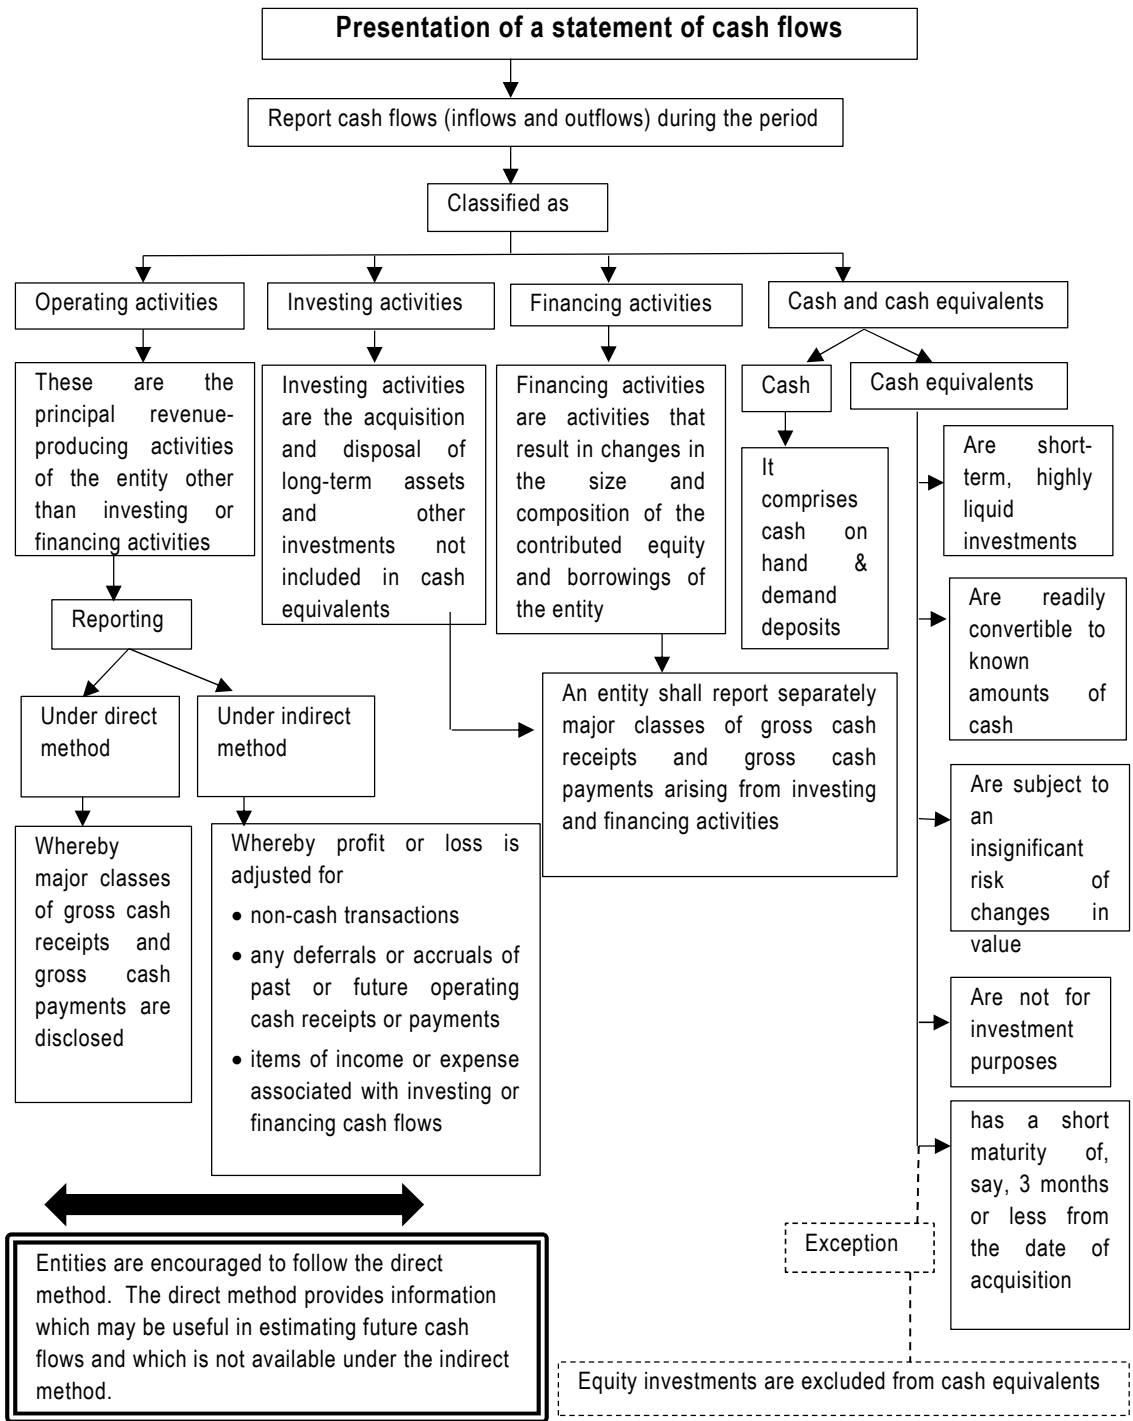 Presentation of a statement of cash flows
Report cash flows (inflows and outflows) during the period
Classified as
Operating activities
Investing activities
Financing activities
Cash and cash equivalents
These are the
principal revenue-
producing activities
of the entity other
than investing or
financing activities
Investing activities
are the acquisition
and disposal of
long-term assets
and other
investments not
included in cash
equivalents
Financing activities
are activities that
result in changes in
the size and
composition of the
contributed equity
and borrowings of
the entity
Cash
Cash equivalents
It
comprises
cash on
hand &
demand
deposits
Are short-
term, highly
liquid
investments
Are readily
convertible to
known
amounts of
cash
Are subject to
an
insignificant
risk of
changes in
value
Are not for
investment
purposes
has a short
maturity of,
say, 3 months
or less from
the date of
acquisition
Reporting
Under direct
method
Under indirect
method
An entity shall report separately
major classes of gross cash
receipts and gross cash
payments arising from investing
and financing activities
Whereby
major classes
of gross cash
receipts and
gross cash
payments are
disclosed
Whereby profit or loss is
adjusted for
• non-cash transactions
• any deferrals or accruals of
past or future operating
cash receipts or payments
• items of income or expense
associated with investing or
financing cash flows
Exception
Entities are encouraged to follow the direct
method. The direct method provides information
which may be useful in estimating future cash
flows and which is not available under the indirect
method.
Equity investments are excluded from cash equivalents